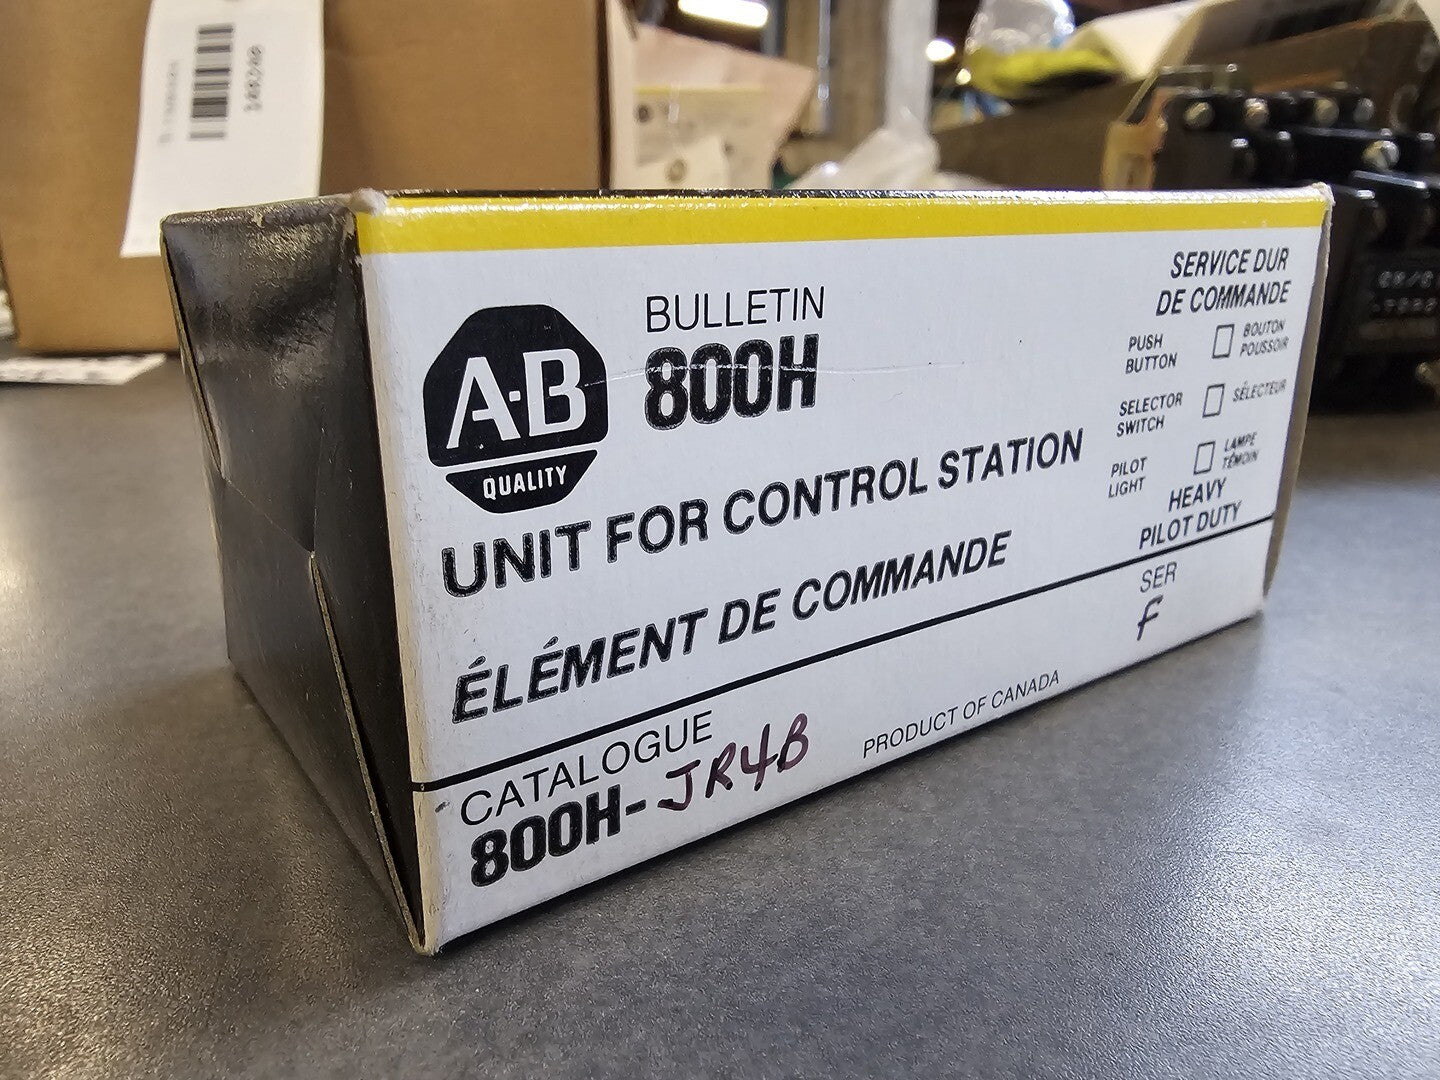 A-B
QUALITY
BULLETIN
800H
UNIT FOR CONTROL STATION
ÉLÉMENT DE COMMANDE
SERVICE DUR
DE COMMANDE
PUSH
BUTTON
BOUTON
POUSSOIR
SELECTOR
SWITCH
SÉLECTEUR
PILOT
LIGHT
LAMPE
TÉMOIN
HEAVY
PILOT DUTY
CATALOGUE
800H-JR4B
PRODUCT OF CANADA
SER
F